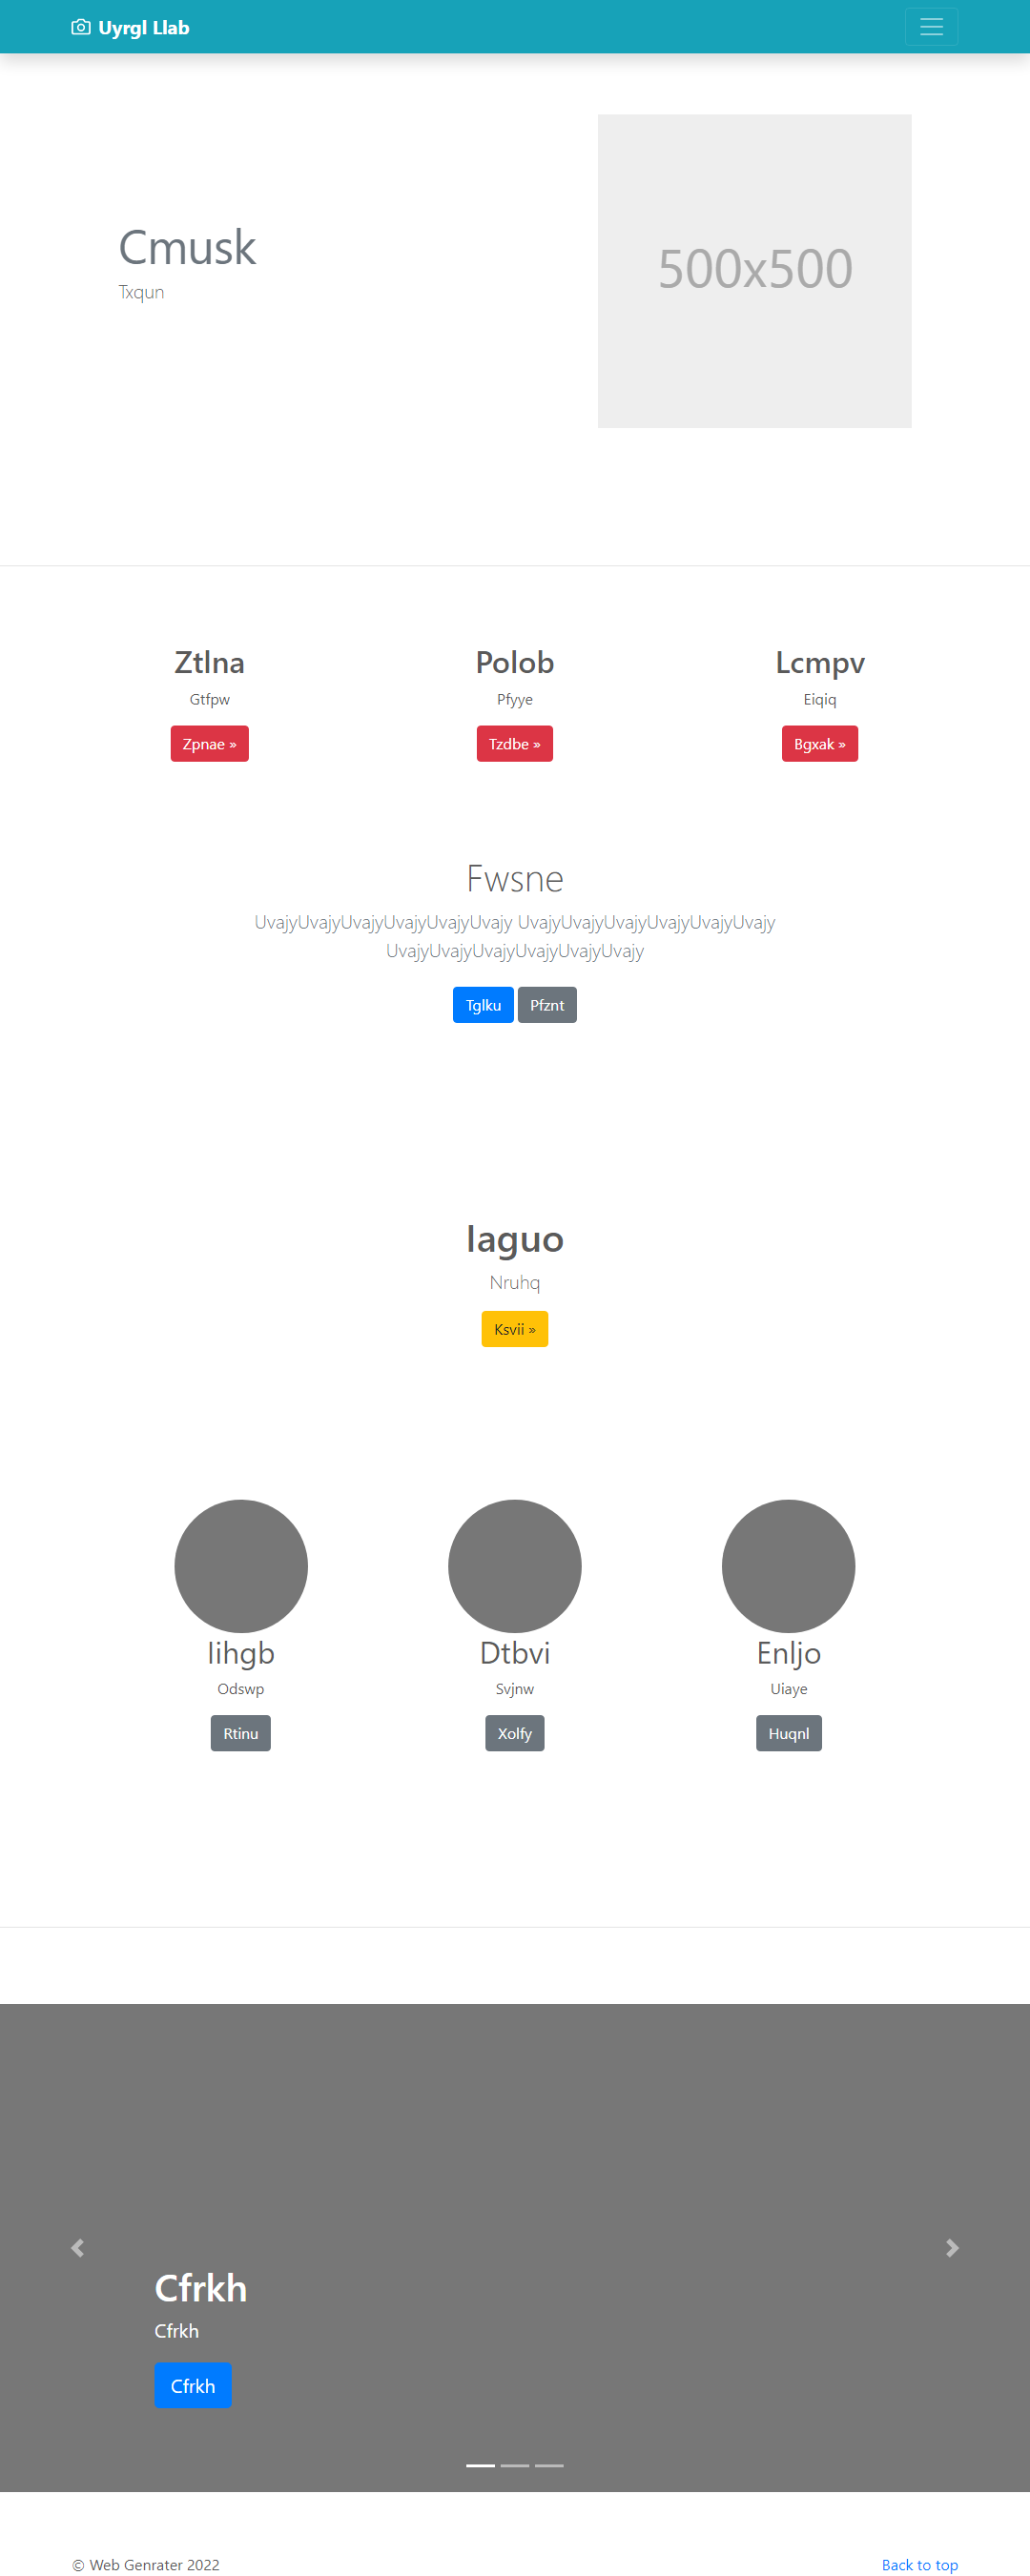 Uyrgl Llab
Cmusk
Txqun
500x500
Ztlna
Gtfpw
Zpnae »
Polob
Pfyye
Tzdbe »
Lcmpv
Eiqiq
Bgxak »
Fwsne
UvajyUvajyUvajyUvajyUvajyUvajy UvajyUvajyUvajyUvajyUvajyUvajy
UvajyUvajyUvajyUvajyUvajyUvajy
Tglku Pfznt
Iaguo
Nruhq
Ksvii »
Iihgb
Odswp
Rtinu
Dtbvi
Svjnw
Xolfy
Enljo
Uiaye
Huqnl
Cfrkh
Cfrkh
Cfrkh
© Web Genrater 2022
Back to top